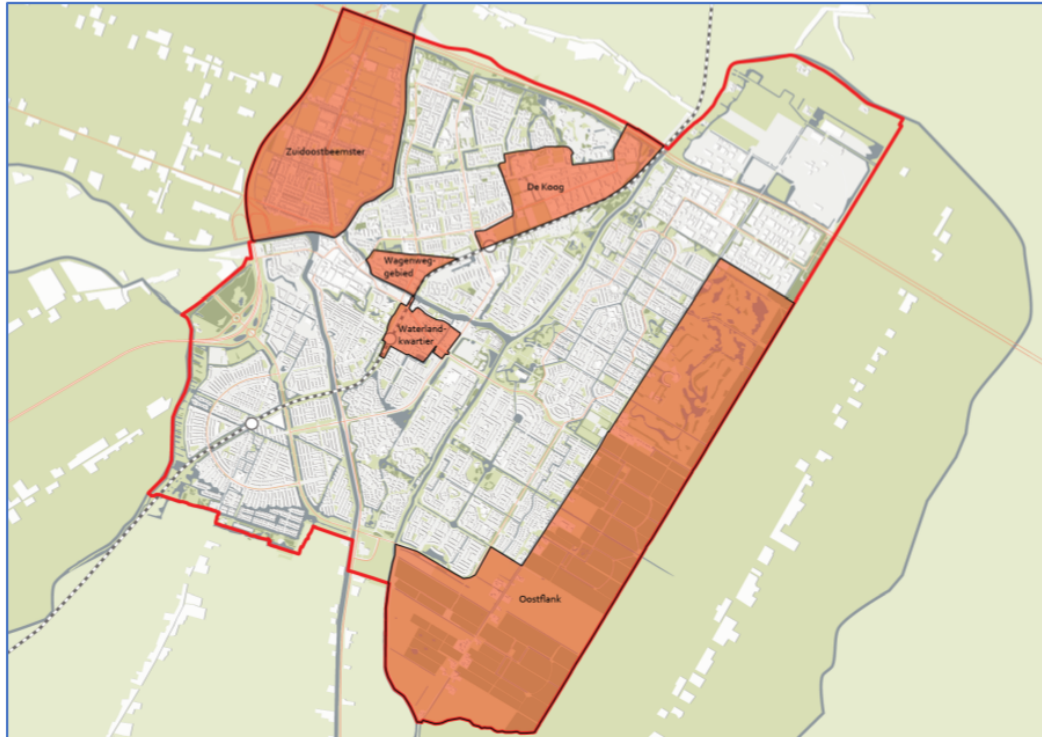 Zuidoostbeemster
De Koog
Wagenweg-
gebied
Waterland-
kwartier
Oostflank